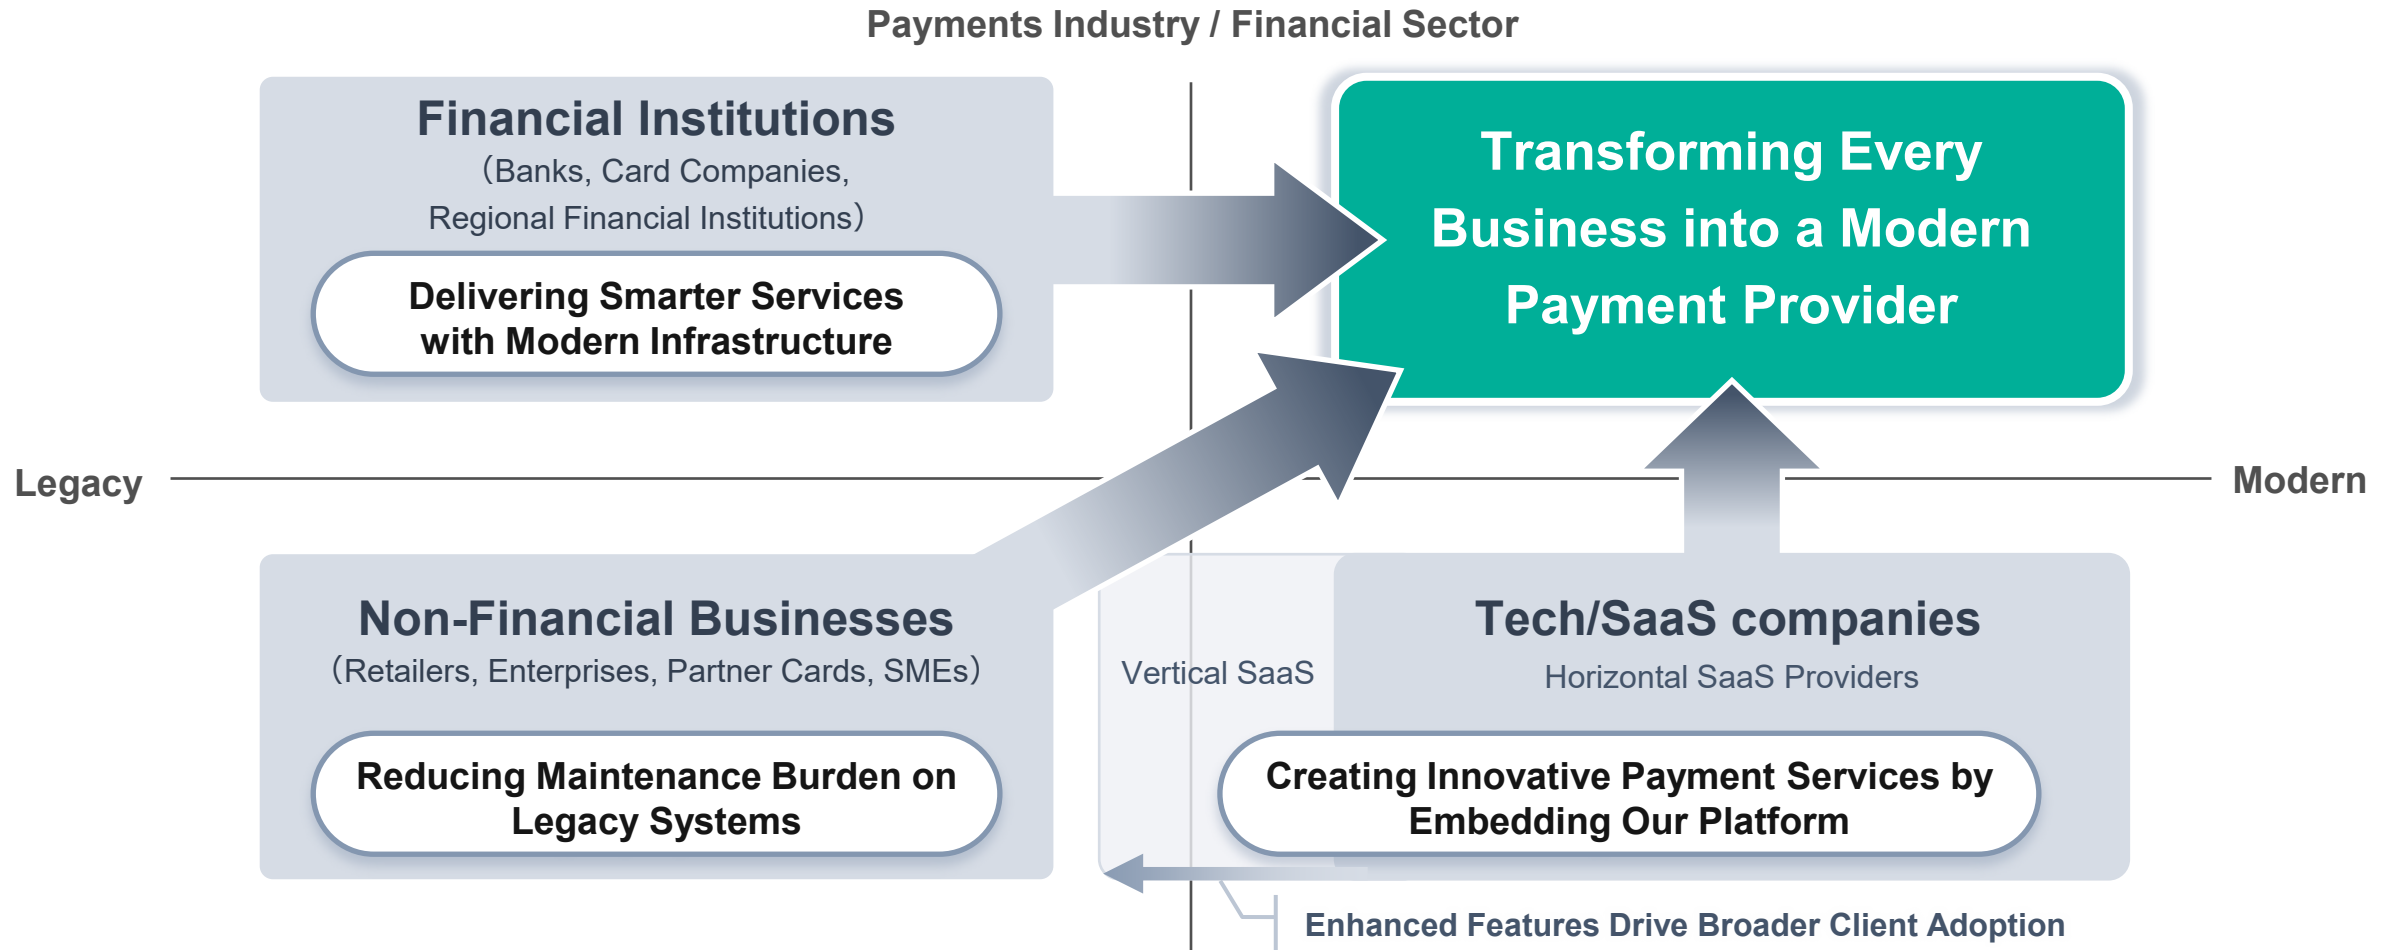 Payments Industry / Financial Sector
Financial Institutions
（Banks, Card Companies,
Regional Financial Institutions）
Delivering Smarter Services
with Modern Infrastructure
Transforming Every
Business into a Modern
Payment Provider
Legacy
Modern
Non-Financial Businesses
（Retailers, Enterprises, Partner Cards, SMEs）
Reducing Maintenance Burden on
Legacy Systems
Vertical SaaS
Tech/SaaS companies
Horizontal SaaS Providers
Creating Innovative Payment Services by
Embedding Our Platform
Enhanced Features Drive Broader Client Adoption